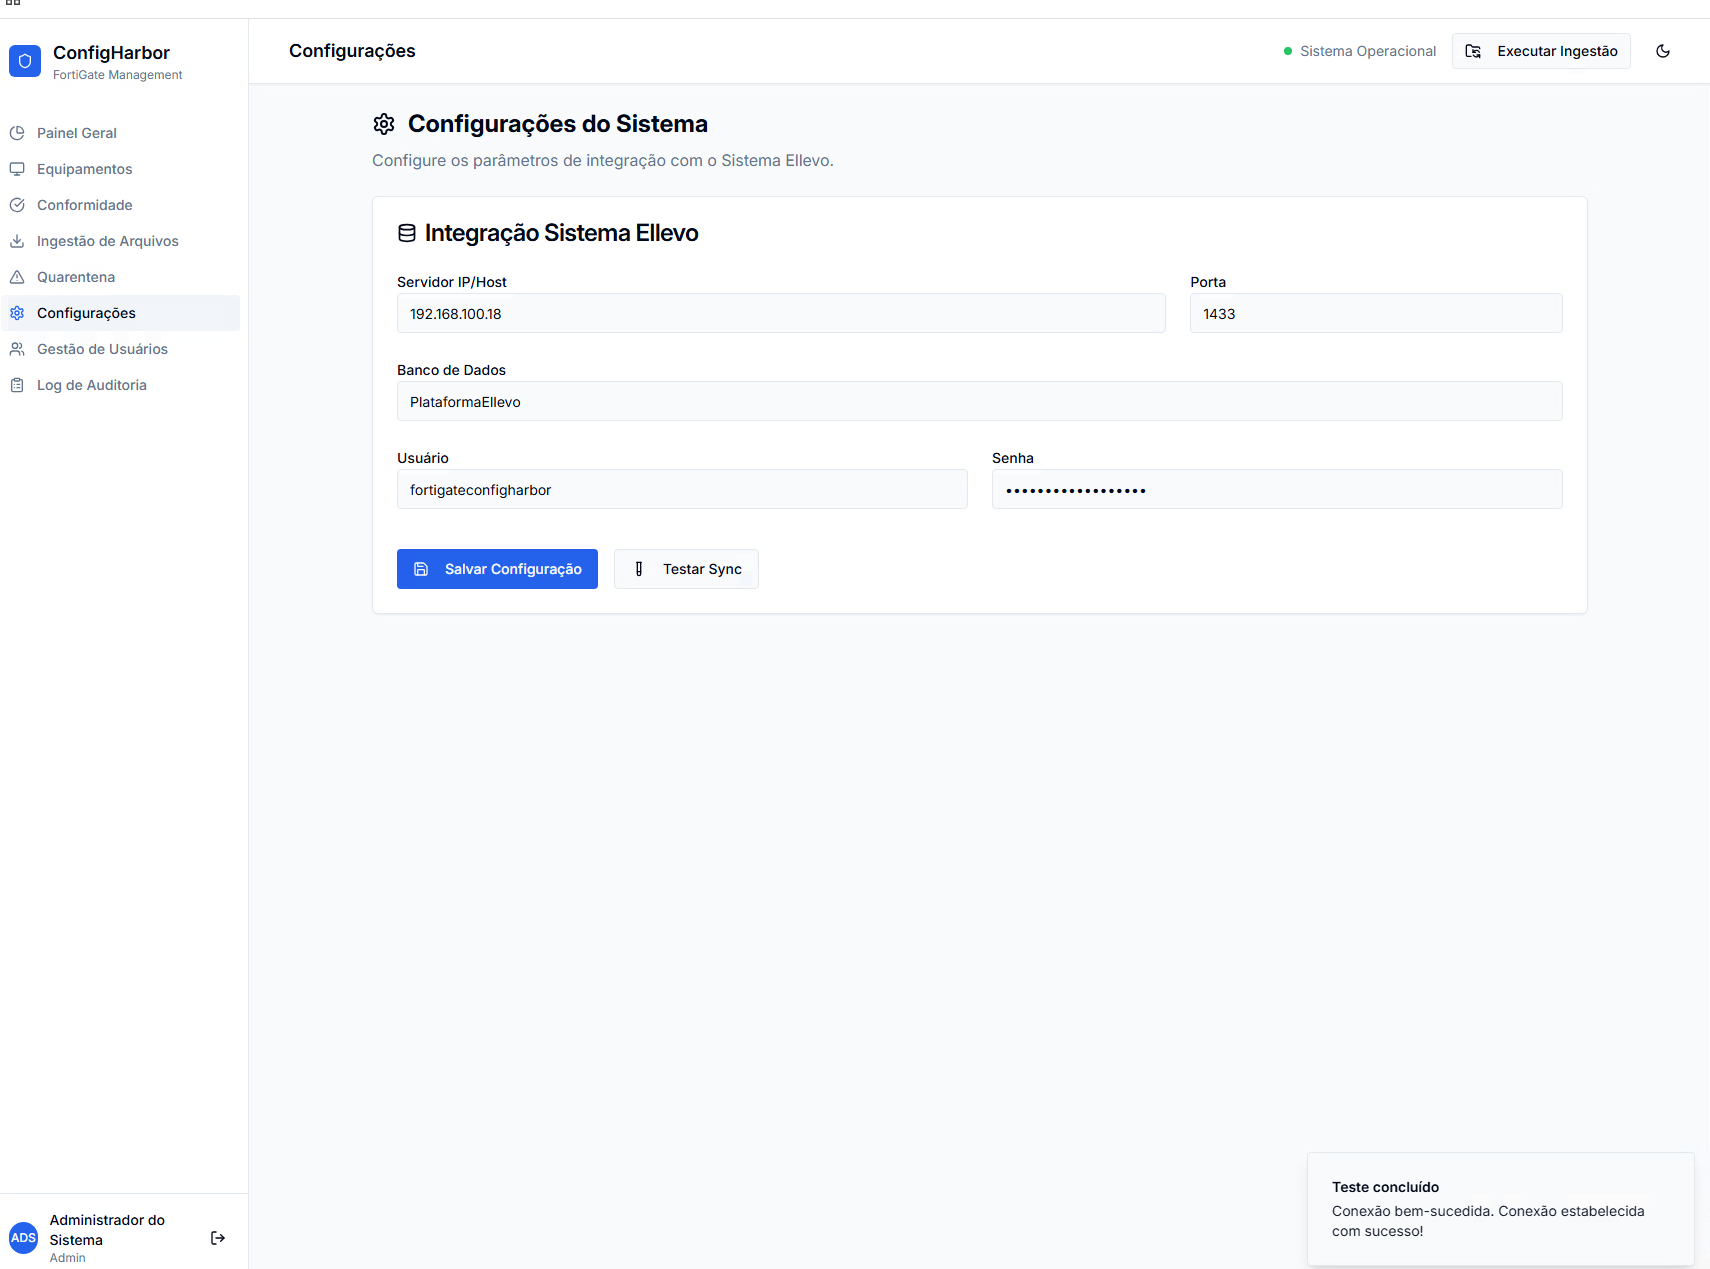 ConfigHarbor
FortiGate Management
Painel Geral
Equipamentos
Conformidade
Ingestão de Arquivos
Quarentena
Configurações
Gestão de Usuários
Log de Auditoria
ADS
Administrador do
Sistema
Admin
Configurações
Sistema Operacional
Executar Ingestão
Configurações do Sistema
Configure os parâmetros de integração com o Sistema Ellevo.
Integração Sistema Ellevo
Servidor IP/Host
192.168.100.18
Porta
1433
Banco de Dados
PlataformaEllevo
Usuário
fortigateconfigharbor
Senha
••••••••••••••••••
Salvar Configuração
Testar Sync
Teste concluído
Conexão bem-sucedida. Conexão estabelecida
com sucesso!